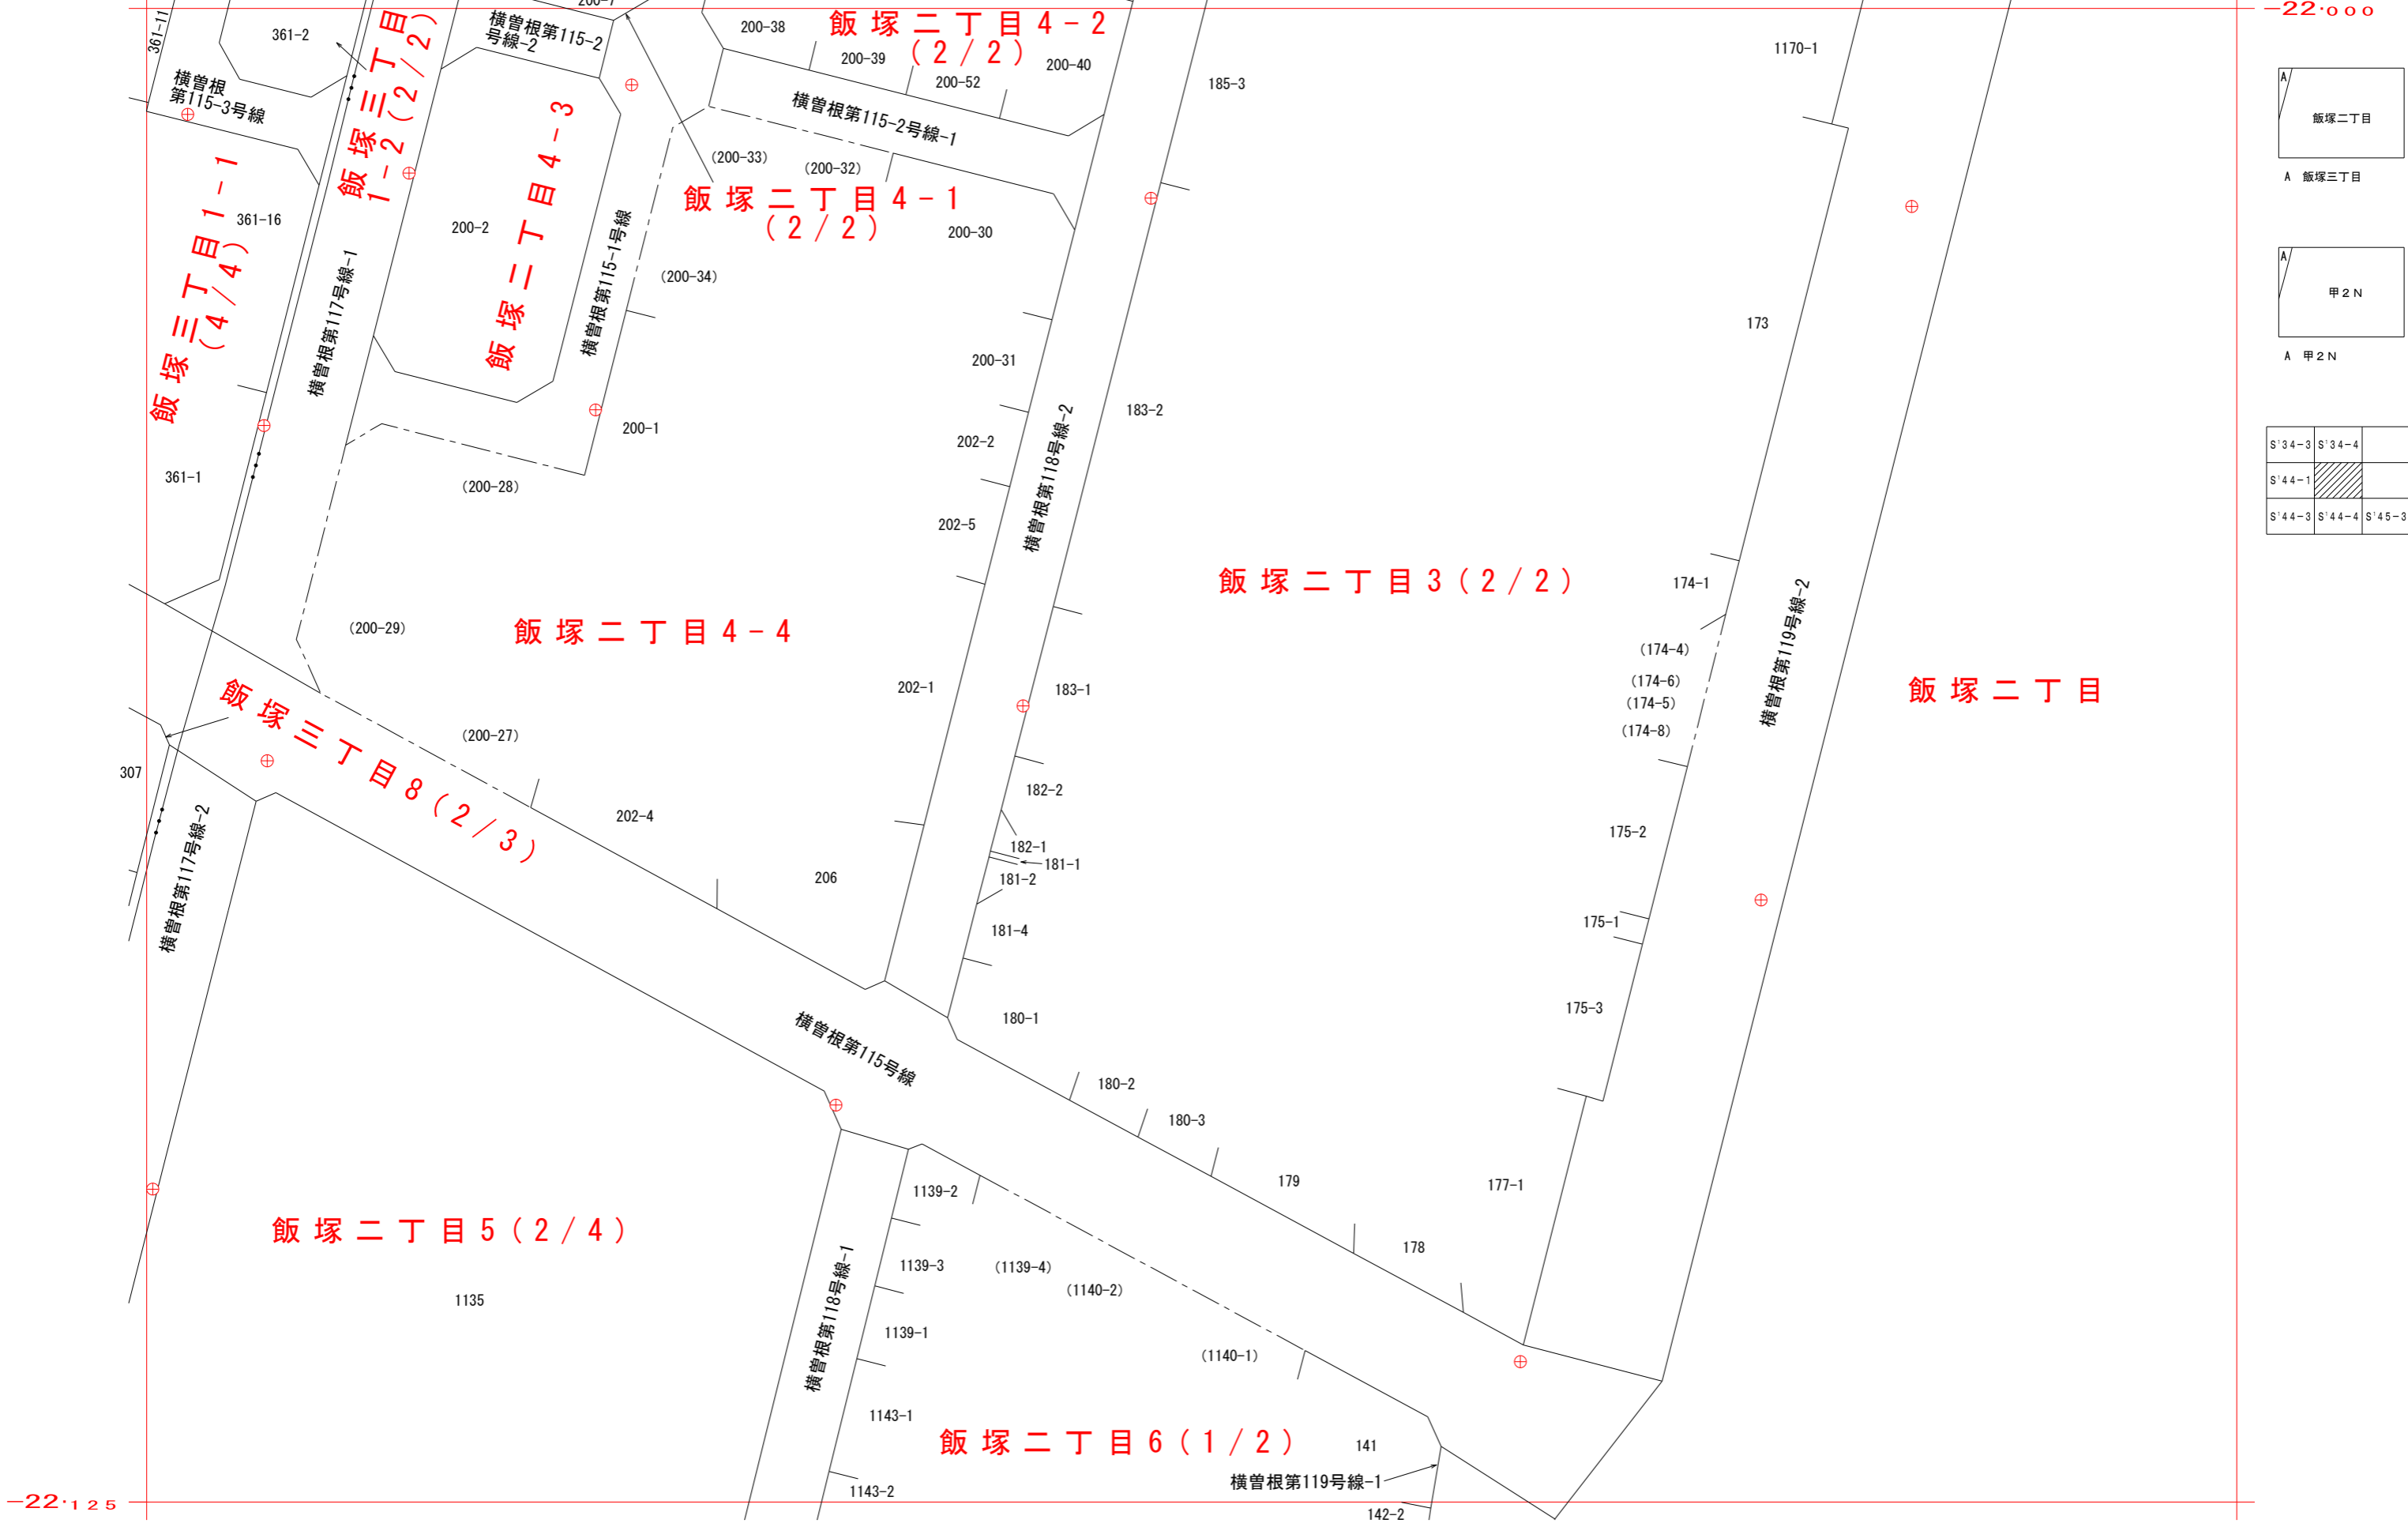 -22.000
361-11
361-2
飯塚三丁目
1-2(2/2)
横曽根第115-2
号線-2
200-7
200-38
飯塚二丁目4-2
(2/2)
200-39
200-52
200-40
185-3
1170-1
A
飯塚二丁目
A 飯塚三丁目
横曽根
第115-3号線
横曽根第115-2号線-1
(200-33)
(200-32)
飯塚二丁目4-1
(2/2)
飯塚三丁目1-1
(4/4)
361-16
200-2
飯塚二丁目4-3
横曽根第115-1号線
200-30
(200-34)
A
甲2N
A 甲2N
横曽根第117号線-1
173
200-31
183-2
200-1
202-2
横曽根第118号線-2
S'34-3 S'34-4
S'44-1
S'44-3 S'44-4 S'45-3
361-1
(200-28)
202-5
飯塚二丁目3(2/2)
174-1
横曽根第119号線-2
(200-29)
飯塚二丁目4-4
(174-4)
(174-6)
(174-5)
(174-8)
202-1
183-1
飯塚二丁目
飯塚三丁目8(2/3)
(200-27)
307
182-2
202-4
175-2
182-1
181-1
181-2
206
横曽根第117号線-2
181-4
175-1
175-3
180-1
横曽根第115号線
180-2
180-3
179
177-1
1139-2
飯塚二丁目5(2/4)
178
1139-3
(1139-4)
(1140-2)
1135
横曽根第118号線-1
1139-1
(1140-1)
1143-1
飯塚二丁目6(1/2)
141
横曽根第119号線-1
1143-2
-22.125
142-2